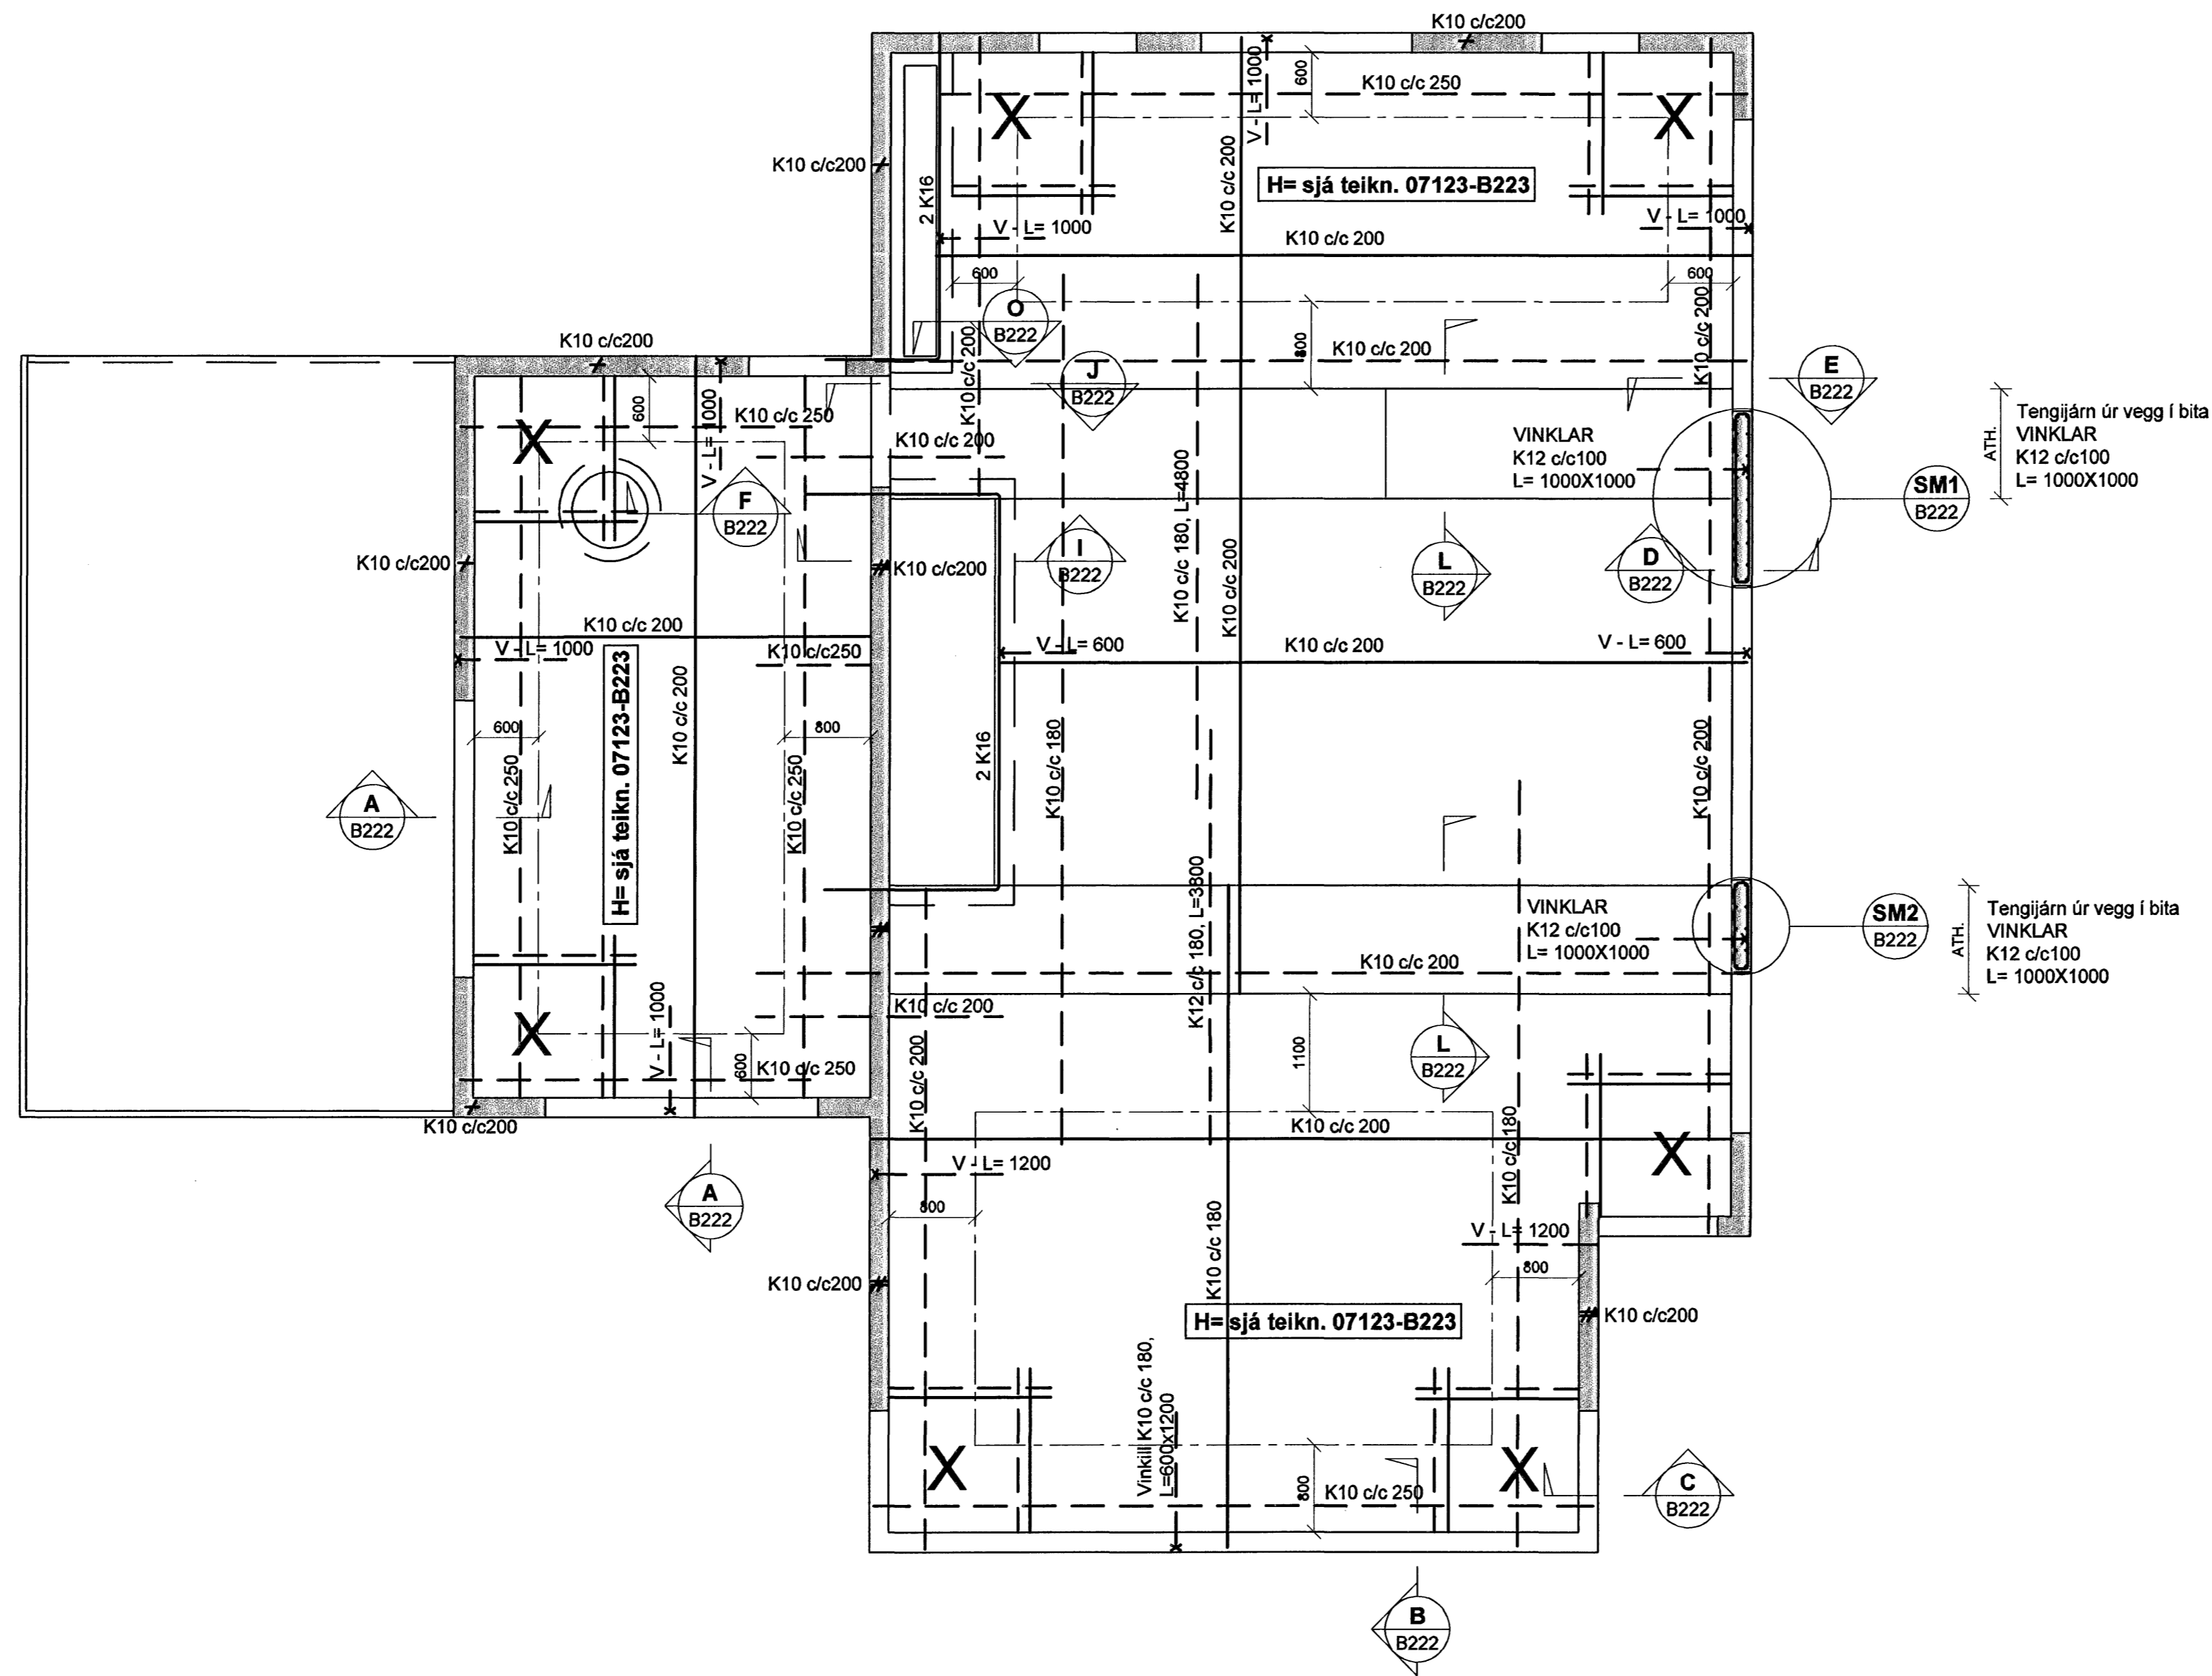 K10 c/c200
K10 c/c 250
V - L= 1000
600
X
X
K10 c/c200
K10 c/c 200
H= sjá teikn. 07123-B223
2 K16
V - L= 1000
V - L= 1000
K10 c/c 200
600
600
O
B222
K10 c/c 200
K10 c/c 200
800
K10 c/c 200
K10 c/c200
J
B222
E
B222
600
V - L= 1000
K10 c/c 250
X
K10 c/c 200
VINKLAR
K12 c/c100
L= 1000X1000
ATH.
Tengijárn úr vegg í bita
VINKLAR
K12 c/c100
L= 1000X1000
K10 c/c 180, L=4800
SM1
B222
F
B222
I
B222
L
B222
D
B222
K10 c/c200
K10 c/c200
K10 c/c 200
K10 c/c 200
V - L= 1000
K10 c/c250
V - L= 600
K10 c/c 200
V - L= 600
H= sjá teikn. 07123-B223
K10 c/c 200
600
800
K10 c/c 250
K10 c/c 250
2 K16
K10 c/c 180
K10 c/c 200
A
B222
K12 c/c 180, L=3800
VINKLAR
K12 c/c100
L= 1000X1000
SM2
B222
ATH.
Tengijárn úr vegg í bita
VINKLAR
K12 c/c100
L= 1000X1000
K10 c/c 200
K10 c/c 200
X
V - L= 1000
600
K10 c/c 250
K10 c/c 200
1100
L
B222
K10 c/c200
K10 c/c 200
K10 c/c 180
X
V - L= 1200
A
B222
800
K10 c/c 180
V - L= 1200
800
K10 c/c200
H= sjá teikn. 07123-B223
K10 c/c200
Vinkill K10 c/c 180,
L=600x1200
X
X
800
K10 c/c 250
C
B222
B
B222